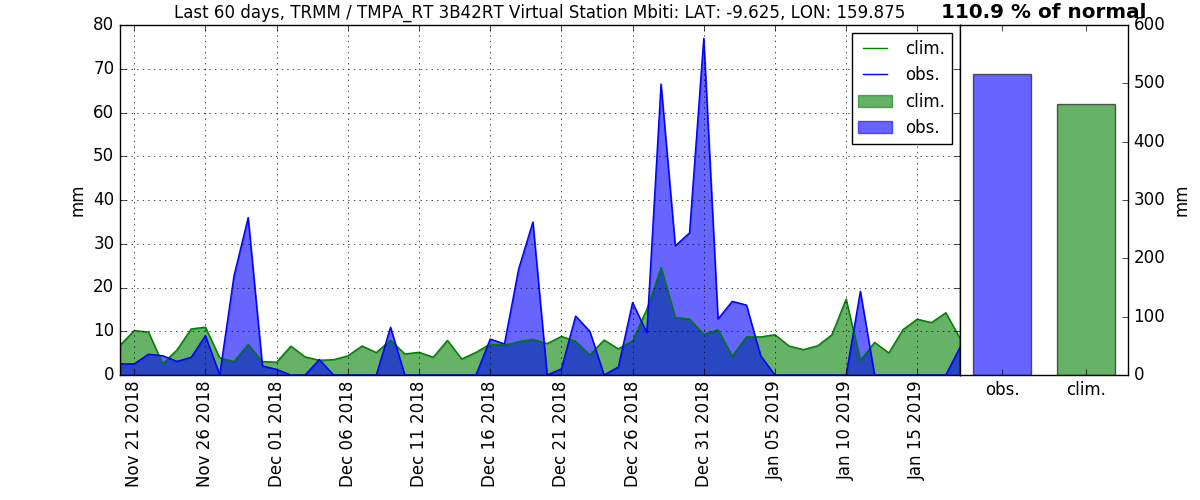 Last 60 days, TRMM / TMPA_RT 3B42RT Virtual Station Mbiti: LAT: -9.625, LON: 159.875
110.9 % of normal
80
70
60
50
40
30
20
10
0
mm
clim.
obs.
clim.
obs.
Nov 21 2018
Nov 26 2018
Dec 01 2018
Dec 06 2018
Dec 11 2018
Dec 16 2018
Dec 21 2018
Dec 26 2018
Dec 31 2018
Jan 05 2019
Jan 10 2019
Jan 15 2019
600
500
400
300
200
100
0
mm
obs.
clim.